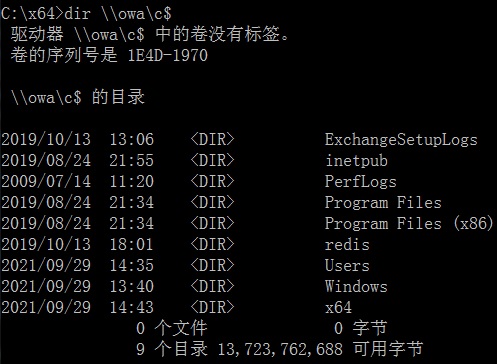 C:\x64>dir \\owa\c$
驱动器 \\owa\c$ 中的卷没有标签。
卷的序列号是 1E4D-1970
\\owa\c$ 的目录
2019/10/13  13:06    <DIR>          ExchangeSetupLogs
2019/08/24  21:55    <DIR>          inetpub
2009/07/14  11:20    <DIR>          PerfLogs
2019/08/24  21:34    <DIR>          Program Files
2019/08/24  21:34    <DIR>          Program Files (x86)
2019/10/13  18:01    <DIR>          redis
2021/09/29  14:35    <DIR>          Users
2021/09/29  13:40    <DIR>          Windows
2021/09/29  14:43    <DIR>          x64
0 个文件              0 字节
9 个目录 13,723,762,688 可用字节